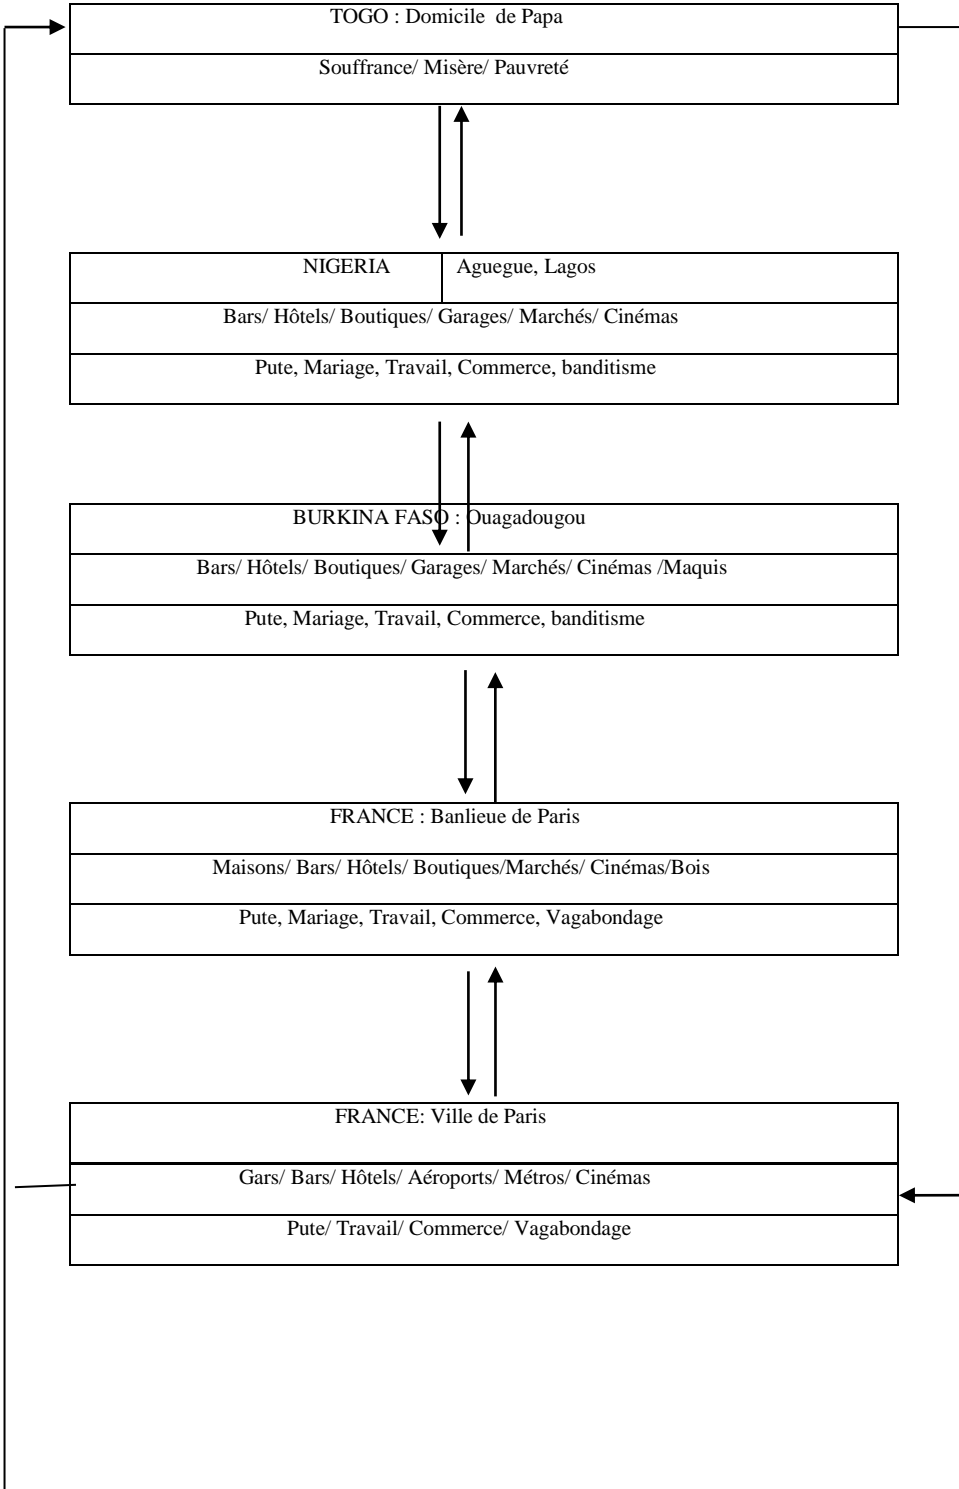 TOGO : Domicile de Papa
Souffrance/ Misère/ Pauvreté
NIGERIA Aguegue, Lagos
Bars/ Hôtels/ Boutiques/ Garages/ Marchés/ Cinémas
Pute, Mariage, Travail, Commerce, banditisme
BURKINA FASO : Ouagadougou
Bars/ Hôtels/ Boutiques/ Garages/ Marchés/ Cinémas /Maquis
Pute, Mariage, Travail, Commerce, banditisme
FRANCE : Banlieue de Paris
Maisons/ Bars/ Hôtels/ Boutiques/Marchés/ Cinémas/Bois
Pute, Mariage, Travail, Commerce, Vagabondage
FRANCE: Ville de Paris
Gars/ Bars/ Hôtels/ Aéroports/ Métros/ Cinémas
Pute/ Travail/ Commerce/ Vagabondage